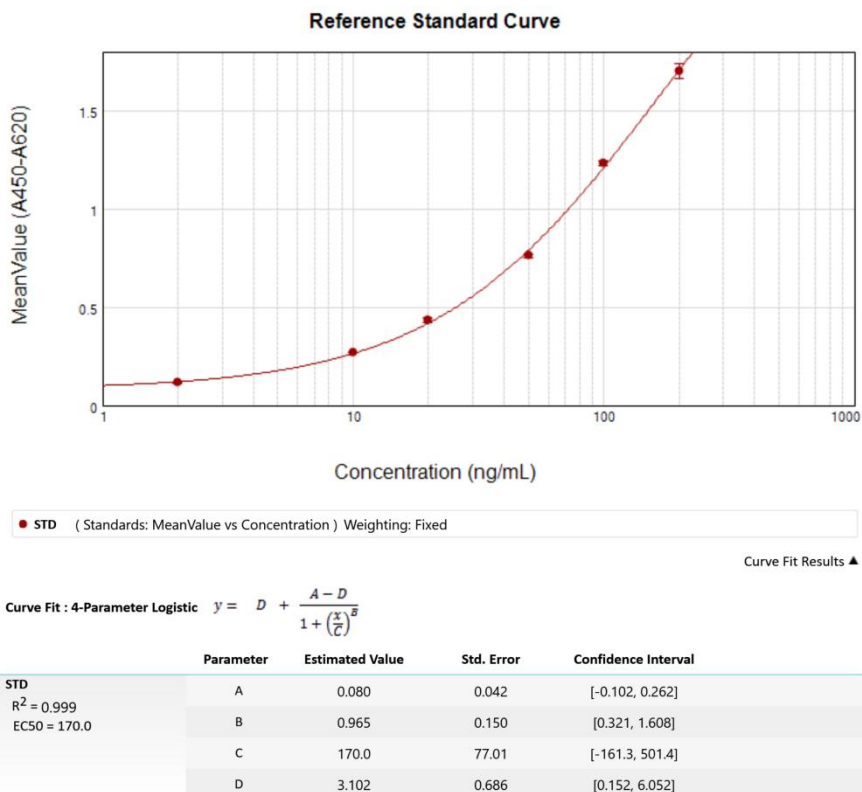 Reference Standard Curve
MeanValue (A450-A620)
1.5
1
0.5
0
1 10 100 1000
Concentration (ng/mL)
STD ( Standards: MeanValue vs Concentration ) Weighting: Fixed
Curve Fit Results ▲
Curve Fit : 4-Parameter Logistic y = D + (A − D) / (1 + (x/C)^B)
Parameter Estimated Value Std. Error Confidence Interval
STD
R² = 0.999
EC50 = 170.0
A 0.080 0.042 [-0.102, 0.262]
B 0.965 0.150 [0.321, 1.608]
C 170.0 77.01 [-161.3, 501.4]
D 3.102 0.686 [0.152, 6.052]